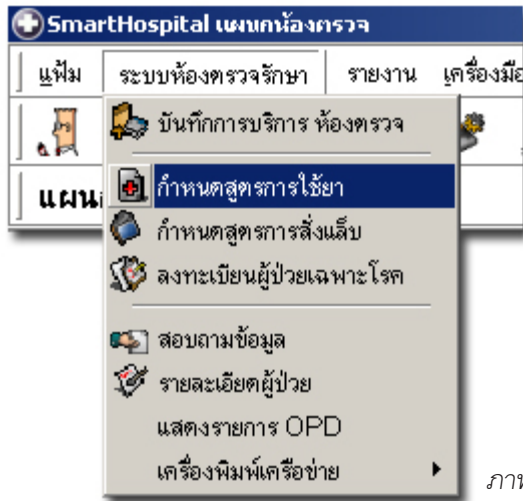 SmartHospital แผนกห้องตรวจ
แฟ้ม ระบบห้องตรวจรักษา รายงาน เครื่องมือ
บันทึกการบริการ ห้องตรวจ
แผน
กำหนดสูตรการใช้ยา
กำหนดสูตรการสั่งแล็บ
ลงทะเบียนผู้ป่วยเฉพาะโรค
สอบถามข้อมูล
รายละเอียดผู้ป่วย
แสดงรายการ OPD
เครื่องพิมพ์เครือข่าย